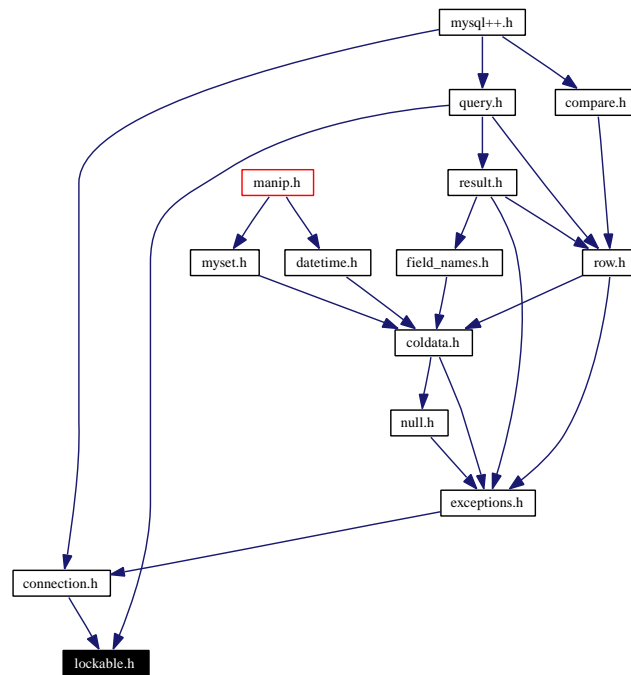 mysql++.h
query.h
compare.h
manip.h
result.h
myset.h
datetime.h
field_names.h
row.h
coldata.h
null.h
exceptions.h
connection.h
lockable.h